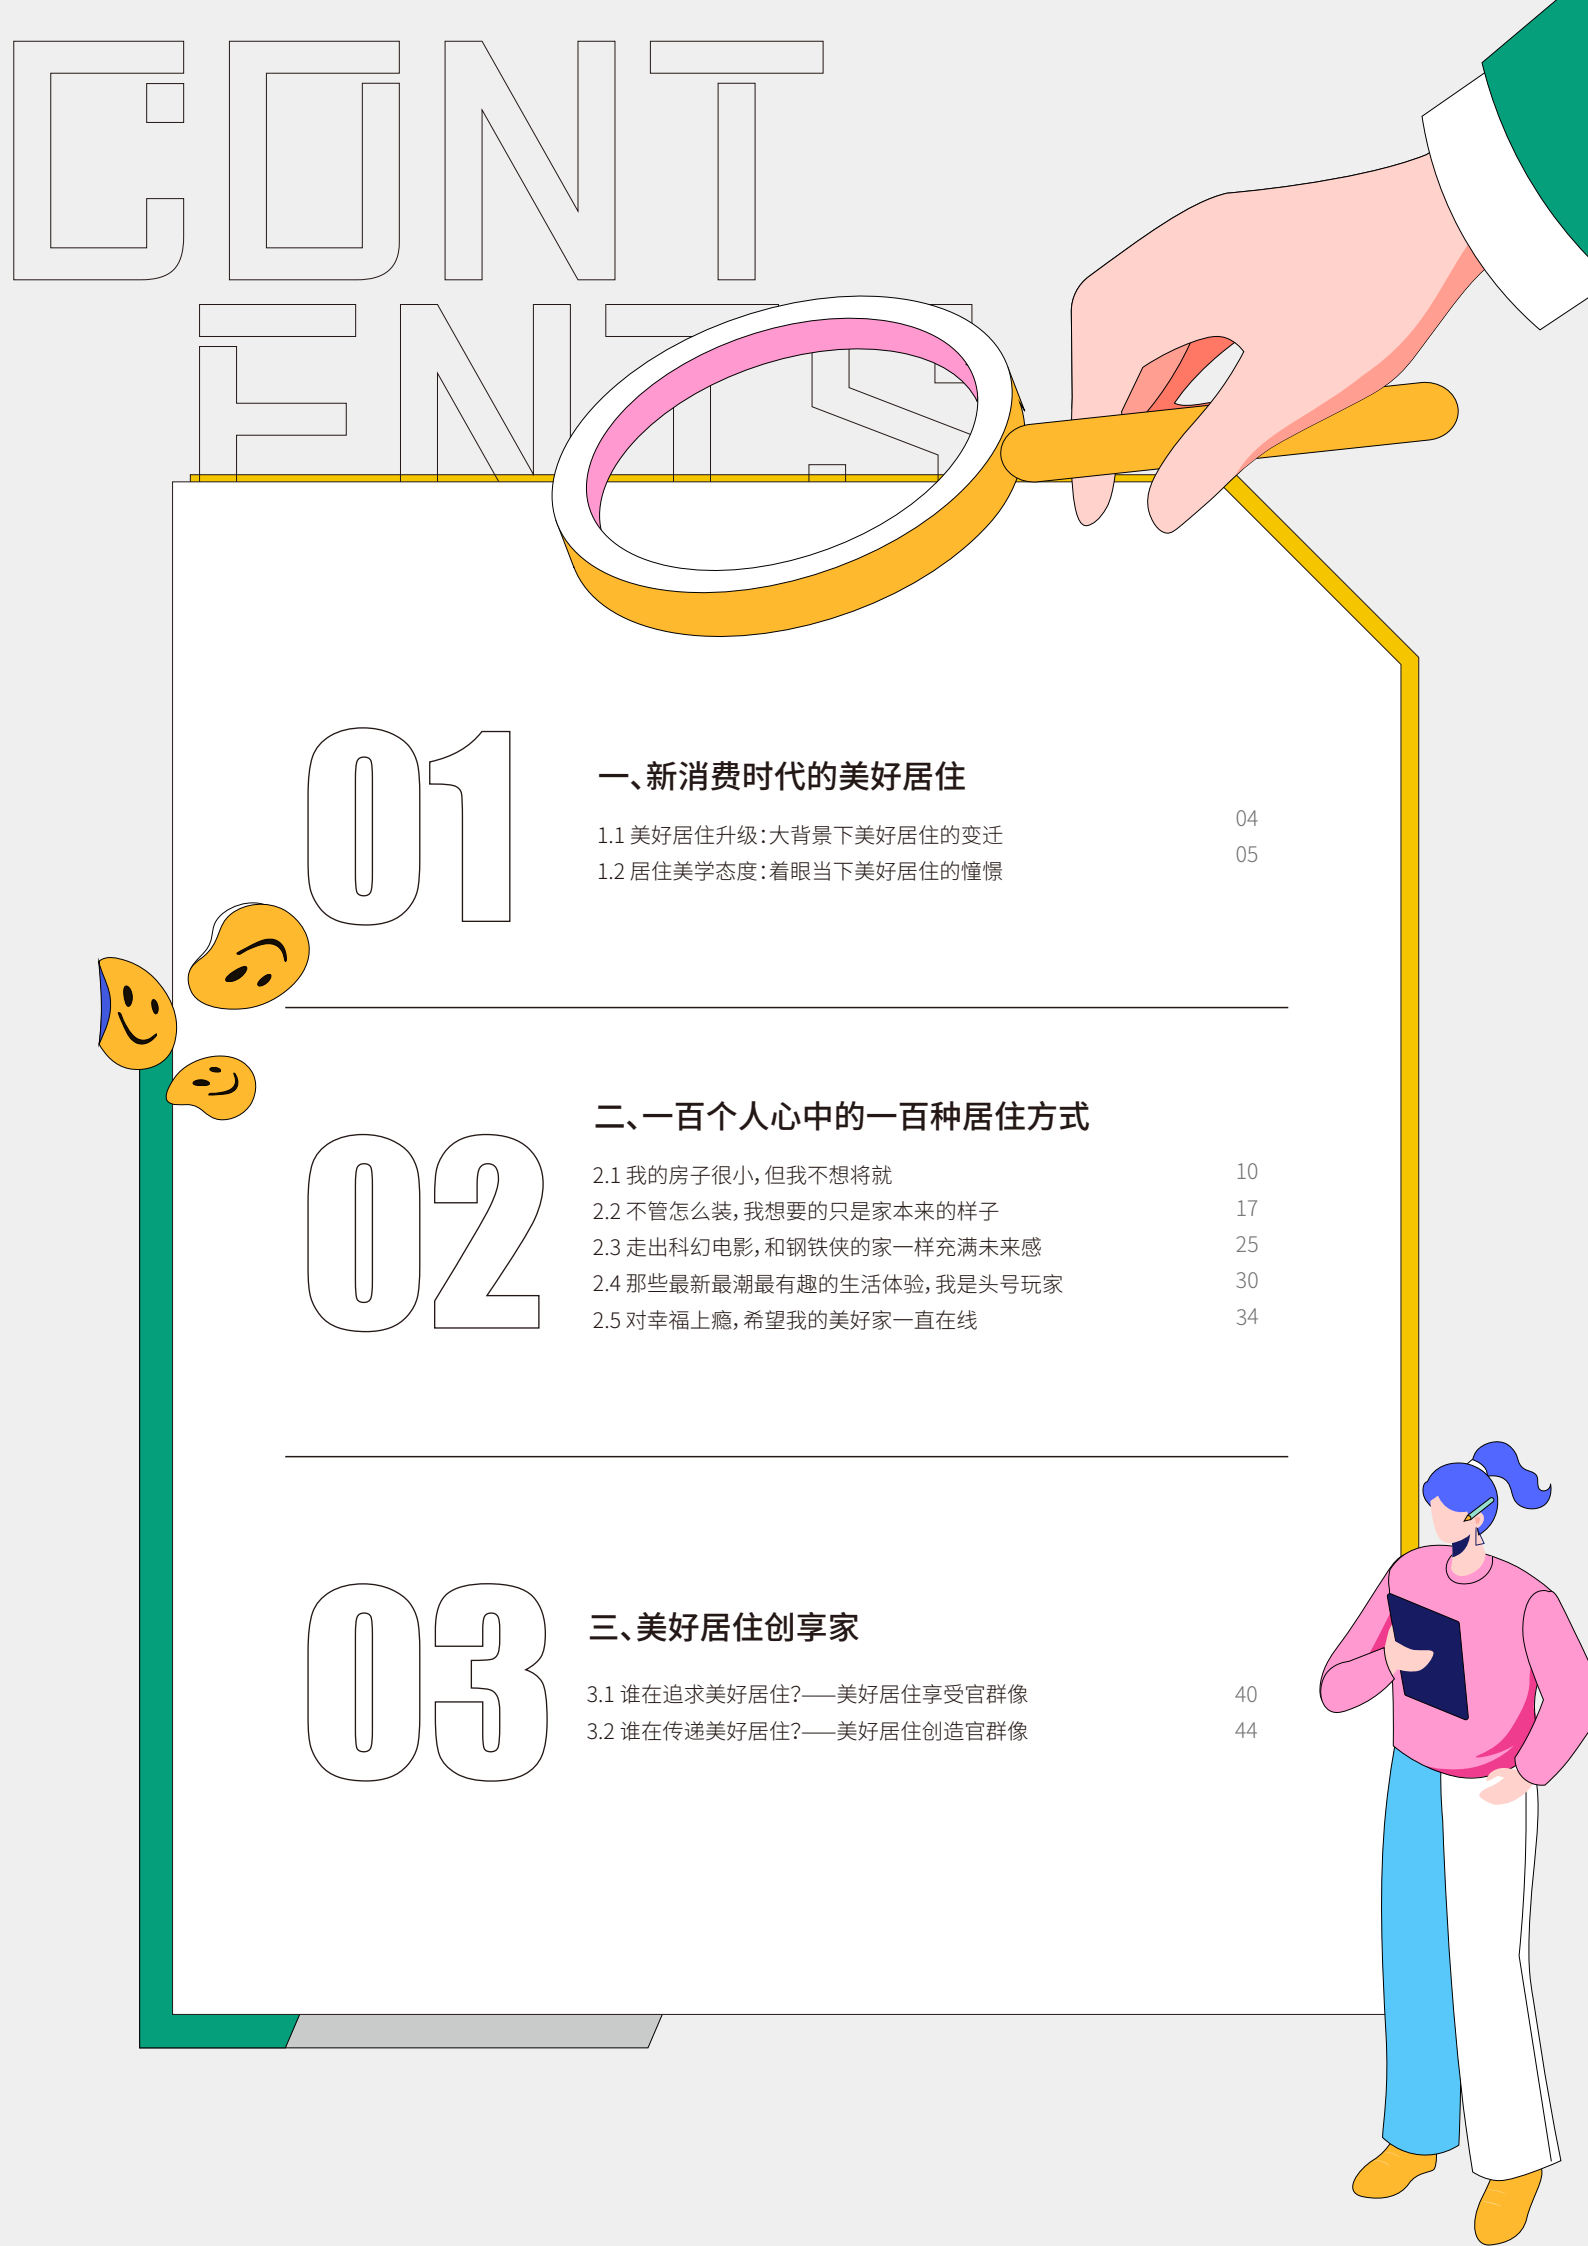 CONT
ENTS
01
一、新消费时代的美好居住
1.1 美好居住升级：大背景下美好居住的变迁 04
1.2 居住美学态度：着眼当下美好居住的憧憬 05
02
二、一百个人心中的一百种居住方式
2.1 我的房子很小，但我不想将就 10
2.2 不管怎么装，我想要的只是家本来的样子 17
2.3 走出科幻电影，和钢铁侠的家一样充满未来感 25
2.4 那些最新最潮最有趣的生活体验，我是头号玩家 30
2.5 对幸福上瘾，希望我的美好家一直在线 34
03
三、美好居住创享家
3.1 谁在追求美好居住？——美好居住享受官群像 40
3.2 谁在传递美好居住？——美好居住创造官群像 44